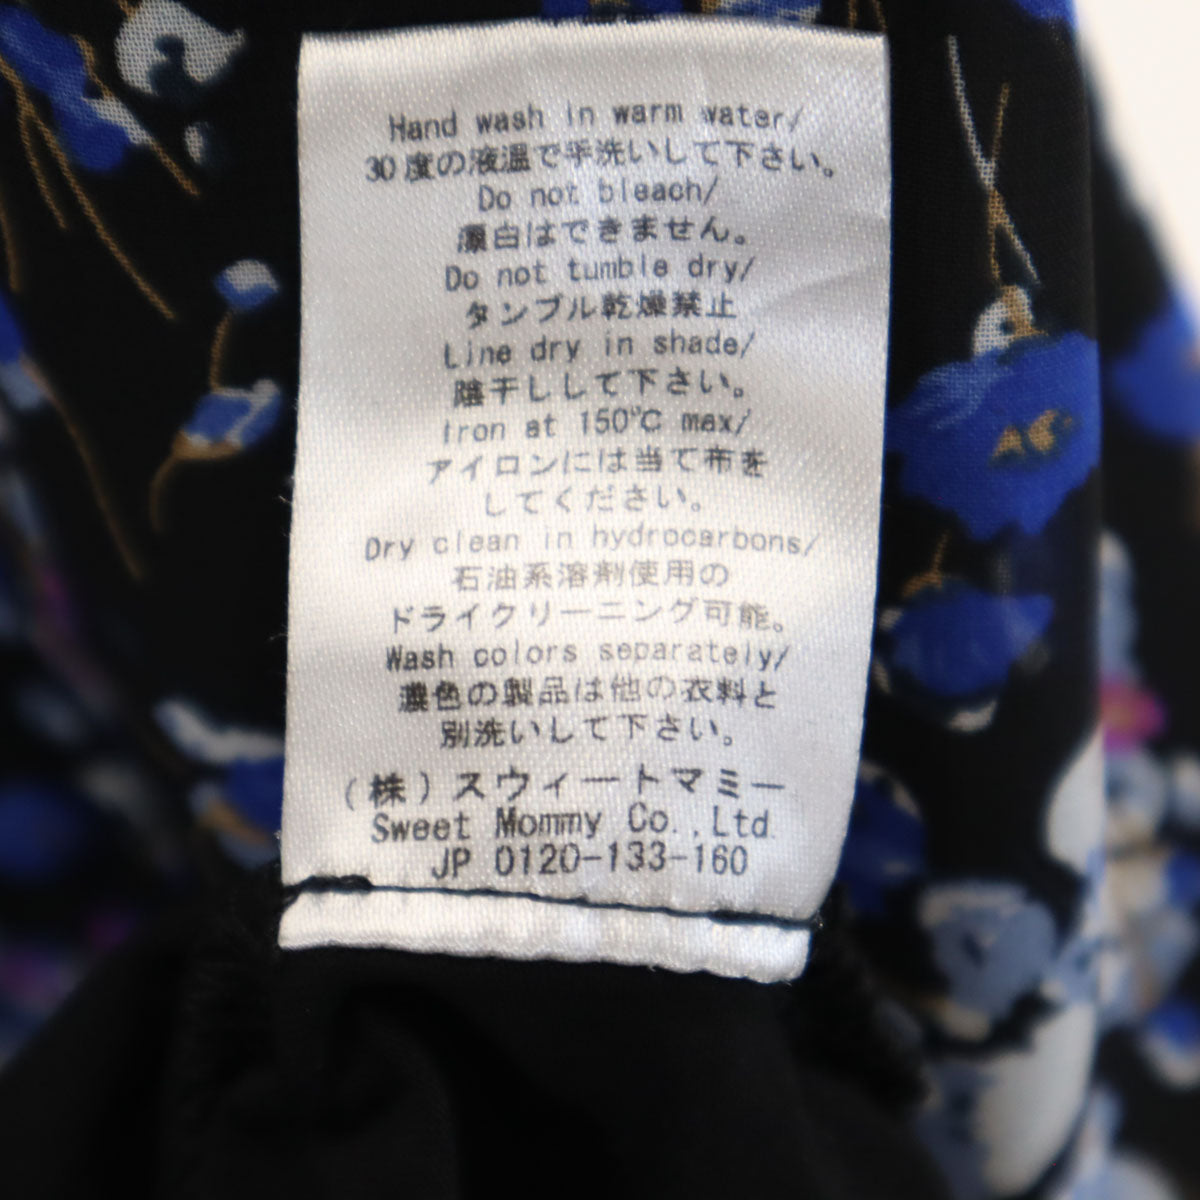 Hand wash in warm water/
30度の液温で手洗いして下さい。
Do not bleach/
漂白はできません。
Do not tumble dry/
タンブル乾燥禁止
Line dry in shade/
陰干しして下さい。
Iron at 150℃ max/
アイロンには当て布を
してください。
Dry clean in hydrocarbons/
石油系溶剤使用の
ドライクリーニング可能。
Wash colors separately/
濃色の製品は他の衣料と
別洗いして下さい。
(株)スウィートマミー
Sweet Mommy Co.,Ltd.
JP 0120-133-160